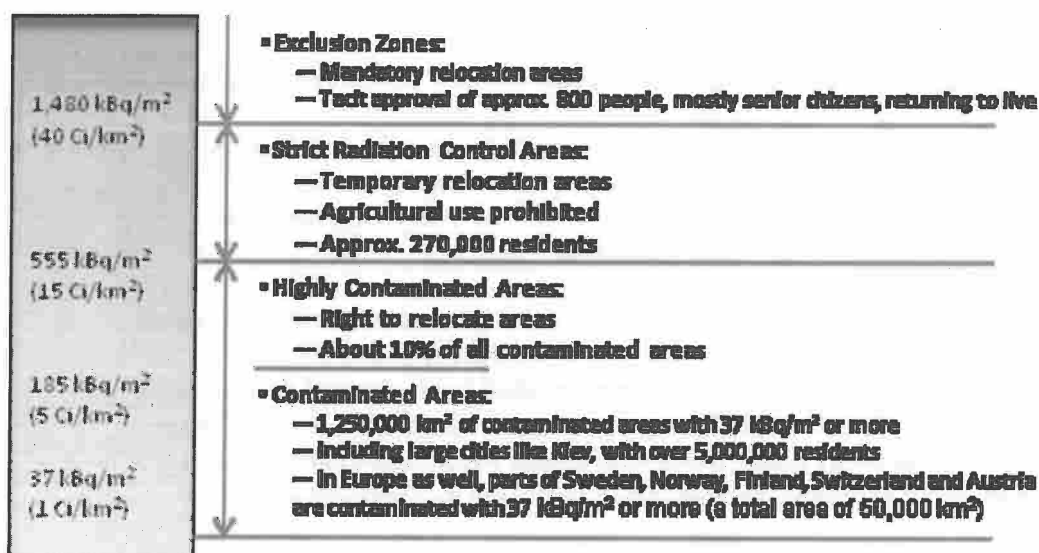 1,480 kBq/m²
(40 Ci/km²)
555 kBq/m²
(15 Ci/km²)
185 kBq/m²
(5 Ci/km²)
37 kBq/m²
(1 Ci/km²)
▪ Exclusion Zones:
— Mandatory relocation areas
— Tacit approval of approx. 800 people, mostly senior citizens, returning to live
▪ Strict Radiation Control Areas:
— Temporary relocation areas
— Agricultural use prohibited
— Approx. 270,000 residents
▪ Highly Contaminated Areas:
— Right to relocate areas
— About 10% of all contaminated areas
▪ Contaminated Areas:
— 1,250,000 km² of contaminated areas with 37 kBq/m² or more
— Including large cities like Kiev, with over 5,000,000 residents
— In Europe as well, parts of Sweden, Norway, Finland, Switzerland and Austria
are contaminated with 37 kBq/m² or more (a total area of 60,000 km²)